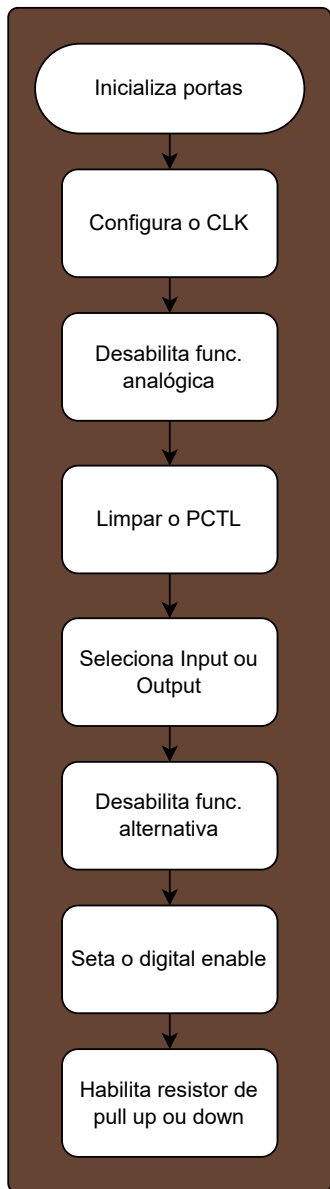 Inicializa portas
Configura o CLK
Desabilita func.
analógica
Limpar o PCTL
Seleciona Input ou
Output
Desabilita func.
alternativa
Seta o digital enable
Habilita resistor de
pull up ou down